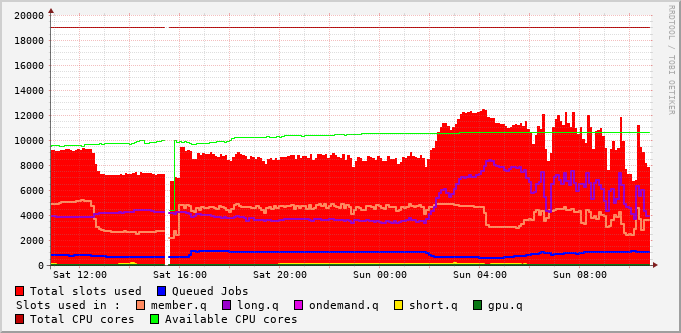 20000
18000
16000
14000
12000
10000
8000
6000
4000
2000
0
Sat 12:00 Sat 16:00 Sat 20:00 Sun 00:00 Sun 04:00 Sun 08:00
Total slots used Queued Jobs
Slots used in : member.q long.q ondemand.q short.q gpu.q
Total CPU cores Available CPU cores
RRDTOOL / TOBI OETIKER